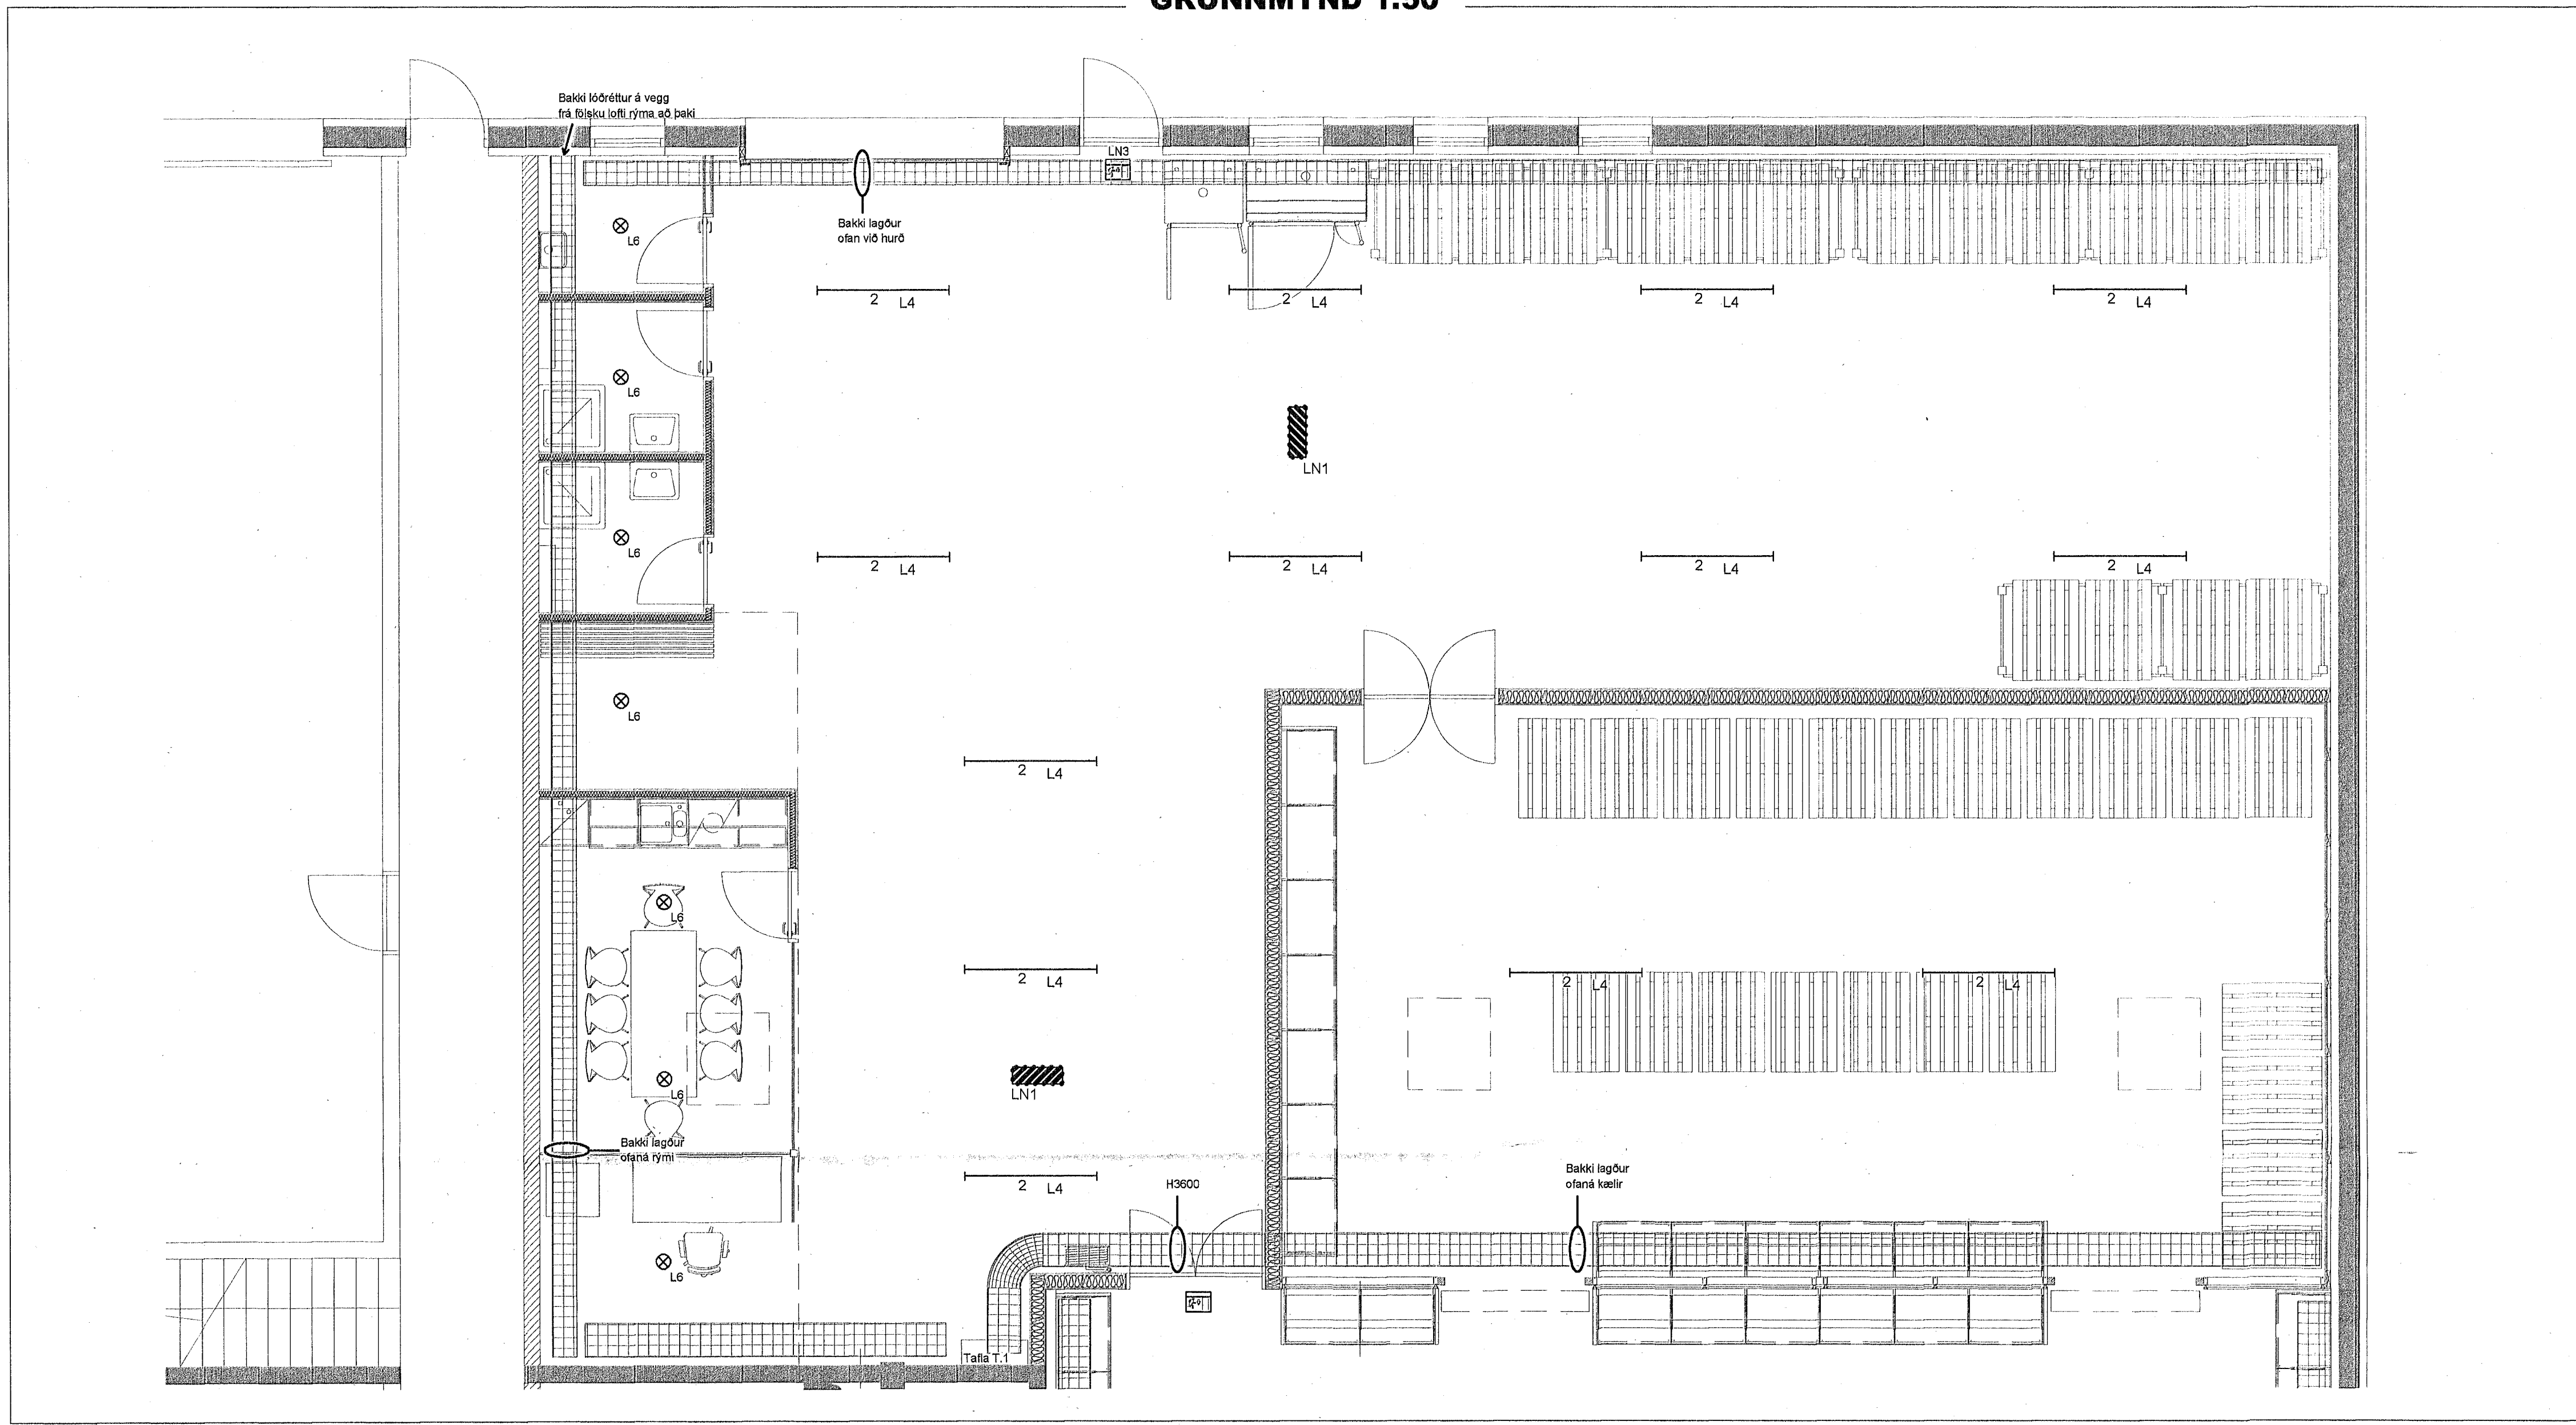 GRUNNMYND 1:50
Bakki lóðréttur á vegg
frá fölsku lofti rýma að þaki
LN3
Bakki lagður
ofan við hurð
L6
2 L4
2 L4
2 L4
2 L4
L6
LN1
L6
2 L4
2 L4
2 L4
2 L4
L6
2 L4
L6
2 L4
2 L4
2 L4
L6
LN1
Bakki lagður
ofaná rými
2 L4
H3600
Bakki lagður
ofaná kælir
L6
Tafla T.1